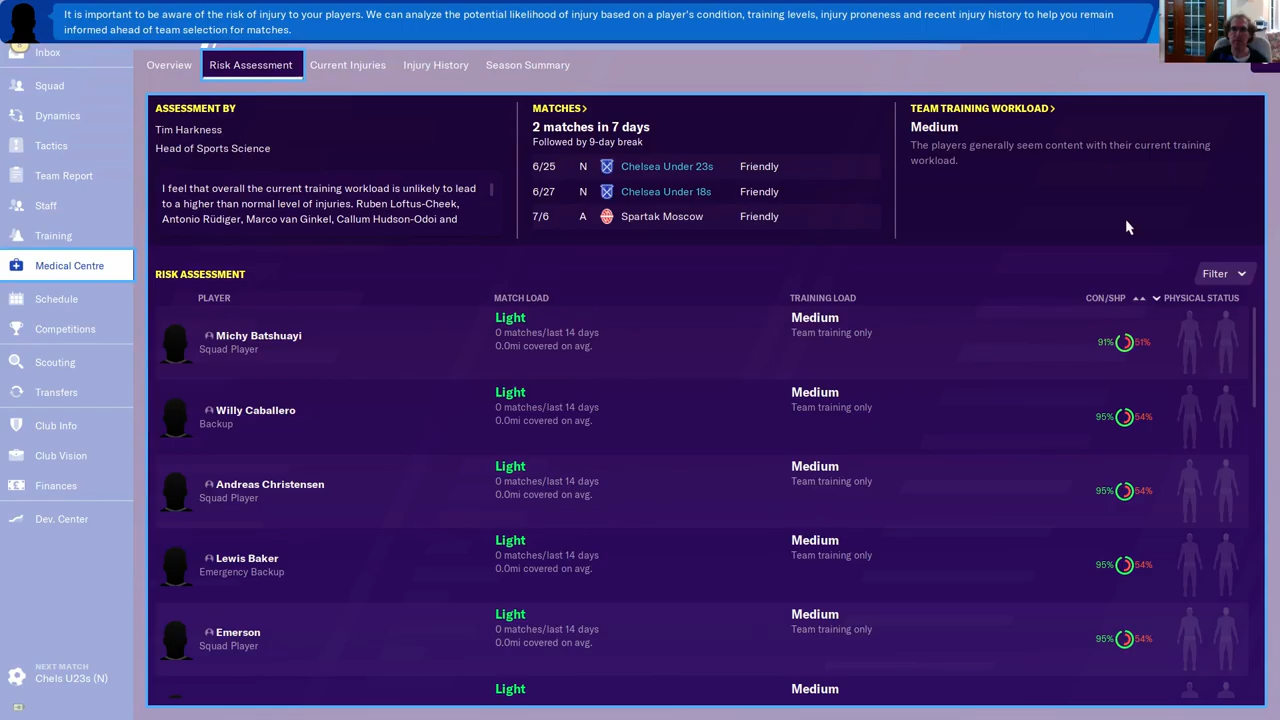 It is important to be aware of the risk of injury to your players. We can analyze the potential likelihood of injury based on a player's condition, training levels, injury proneness and recent injury history to help you remain
informed ahead of team selection for matches.
Inbox
Squad
Dynamics
Tactics
Team Report
Staff
Training
Medical Centre
Schedule
Competitions
Scouting
Transfers
Club Info
Club Vision
Finances
Dev. Center
NEXT MATCH
Chels U23s (N)
Overview
Risk Assessment
Current Injuries
Injury History
Season Summary
ASSESSMENT BY
Tim Harkness
Head of Sports Science
I feel that overall the current training workload is unlikely to lead
to a higher than normal level of injuries. Ruben Loftus-Cheek,
Antonio Rüdiger, Marco van Ginkel, Callum Hudson-Odoi and
MATCHES>
2 matches in 7 days
Followed by 9-day break
6/25 N Chelsea Under 23s Friendly
6/27 N Chelsea Under 18s Friendly
7/6 A Spartak Moscow Friendly
TEAM TRAINING WORKLOAD>
Medium
The players generally seem content with their current training
workload.
RISK ASSESSMENT
Filter
PLAYER MATCH LOAD TRAINING LOAD CON/SHP PHYSICAL STATUS
Light Medium
Michy Batshuayi 0 matches/last 14 days Team training only
Squad Player 0.0mi covered on avg. 91% 51%
Light Medium
Willy Caballero 0 matches/last 14 days Team training only
Backup 0.0mi covered on avg. 95% 54%
Light Medium
Andreas Christensen 0 matches/last 14 days Team training only
Squad Player 0.0mi covered on avg. 95% 54%
Light Medium
Lewis Baker 0 matches/last 14 days Team training only
Emergency Backup 0.0mi covered on avg. 95% 54%
Light Medium
Emerson 0 matches/last 14 days Team training only
Squad Player 0.0mi covered on avg. 95% 54%
Light Medium